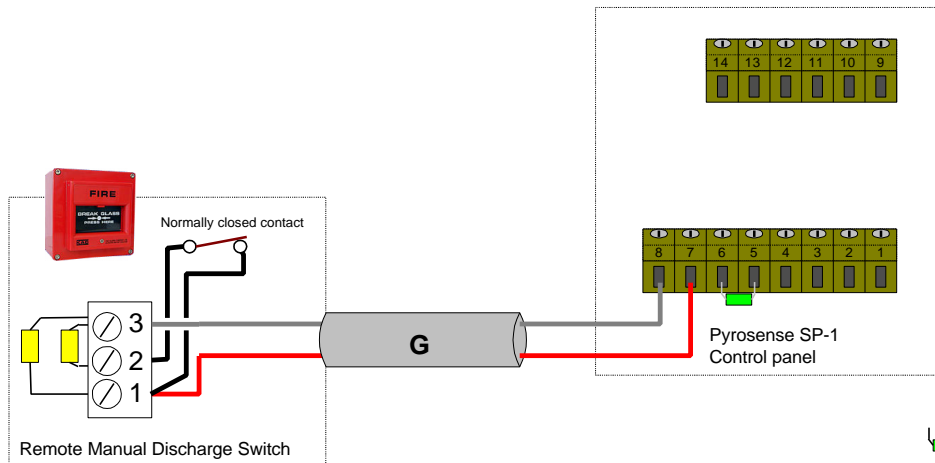 14 13 12 11 10 9
FIRE
BREAK GLASS
PRESS HERE
Normally closed contact
8 7 6 5 4 3 2 1
3
2
1
G
Pyrosense SP-1
Control panel
Remote Manual Discharge Switch